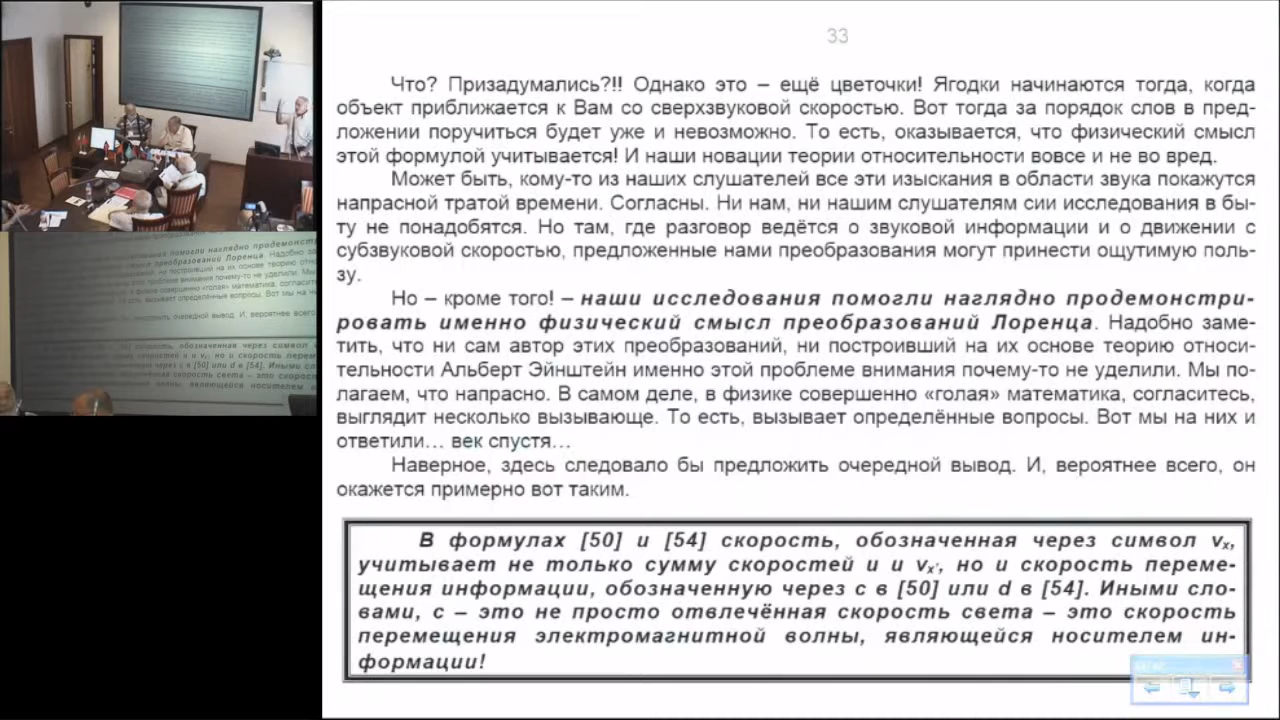 33
Что? Призадумались?!! Однако это – ещё цветочки! Ягодки начинаются тогда, когда
объект приближается к Вам со сверхзвуковой скоростью. Вот тогда за порядок слов в пред-
ложении поручиться будет уже и невозможно. То есть, оказывается, что физический смысл
этой формулой учитывается! И наши новации теории относительности вовсе и не во вред.
Может быть, кому-то из наших слушателей все эти изыскания в области звука покажутся
напрасной тратой времени. Согласны. Ни нам, ни нашим слушателям сии исследования в бы-
ту не понадобятся. Но там, где разговор ведётся о звуковой информации и о движении с
субзвуковой скоростью, предложенные нами преобразования могут принести ощутимую поль-
зу.
Но – кроме того! – наши исследования помогли наглядно продемонстри-
ровать именно физический смысл преобразований Лоренца. Надобно заме-
тить, что ни сам автор этих преобразований, ни построивший на их основе теорию относи-
тельности Альберт Эйнштейн именно этой проблеме внимания почему-то не уделили. Мы по-
лагаем, что напрасно. В самом деле, в физике совершенно «голая» математика, согласитесь,
выглядит несколько вызывающе. То есть, вызывает определённые вопросы. Вот мы на них и
ответили… век спустя…
Наверное, здесь следовало бы предложить очередной вывод. И, вероятнее всего, он
окажется примерно вот таким.
В формулах [50] и [54] скорость, обозначенная через символ vₓ,
учитывает не только сумму скоростей u и vₓ', но и скорость переме-
щения информации, обозначенную через c в [50] или d в [54]. Иными сло-
вами, c – это не просто отвлечённая скорость света – это скорость
перемещения электромагнитной волны, являющейся носителем ин-
формации!